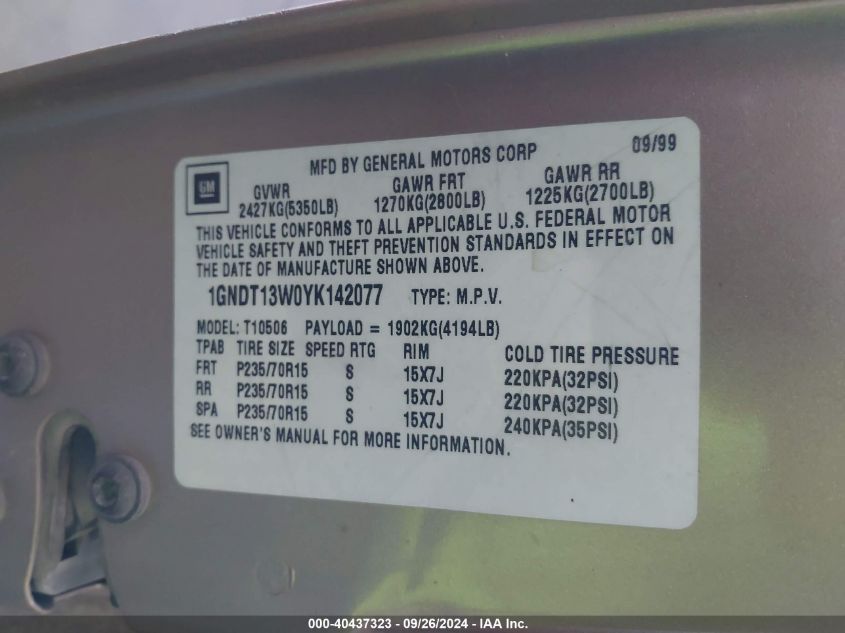 MFD BY GENERAL MOTORS CORP 09/99
GM
GVWR GAWR FRT GAWR RR
2427KG(5350LB) 1270KG(2800LB) 1225KG(2700LB)
THIS VEHICLE CONFORMS TO ALL APPLICABLE U.S. FEDERAL MOTOR
VEHICLE SAFETY AND THEFT PREVENTION STANDARDS IN EFFECT ON
THE DATE OF MANUFACTURE SHOWN ABOVE.
1GNDT13W0YK142077 TYPE: M.P.V.
MODEL: T10506 PAYLOAD = 1902KG(4194LB)
TPAB TIRE SIZE SPEED RTG RIM COLD TIRE PRESSURE
FRT P235/70R15 S 15X7J 220KPA(32PSI)
RR P235/70R15 S 15X7J 220KPA(32PSI)
SPA P235/70R15 S 15X7J 240KPA(35PSI)
SEE OWNER'S MANUAL FOR MORE INFORMATION.
000-40437323 - 09/26/2024 - IAA Inc.